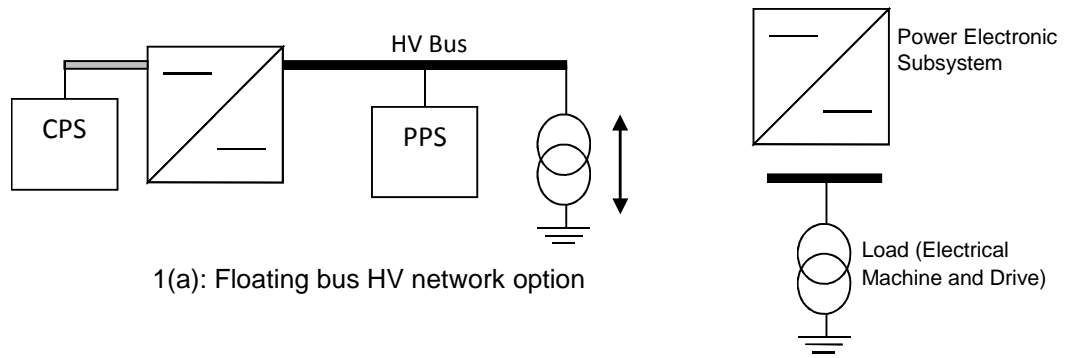 HV Bus
CPS
PPS
1(a): Floating bus HV network option
Power Electronic
Subsystem
Load (Electrical
Machine and Drive)